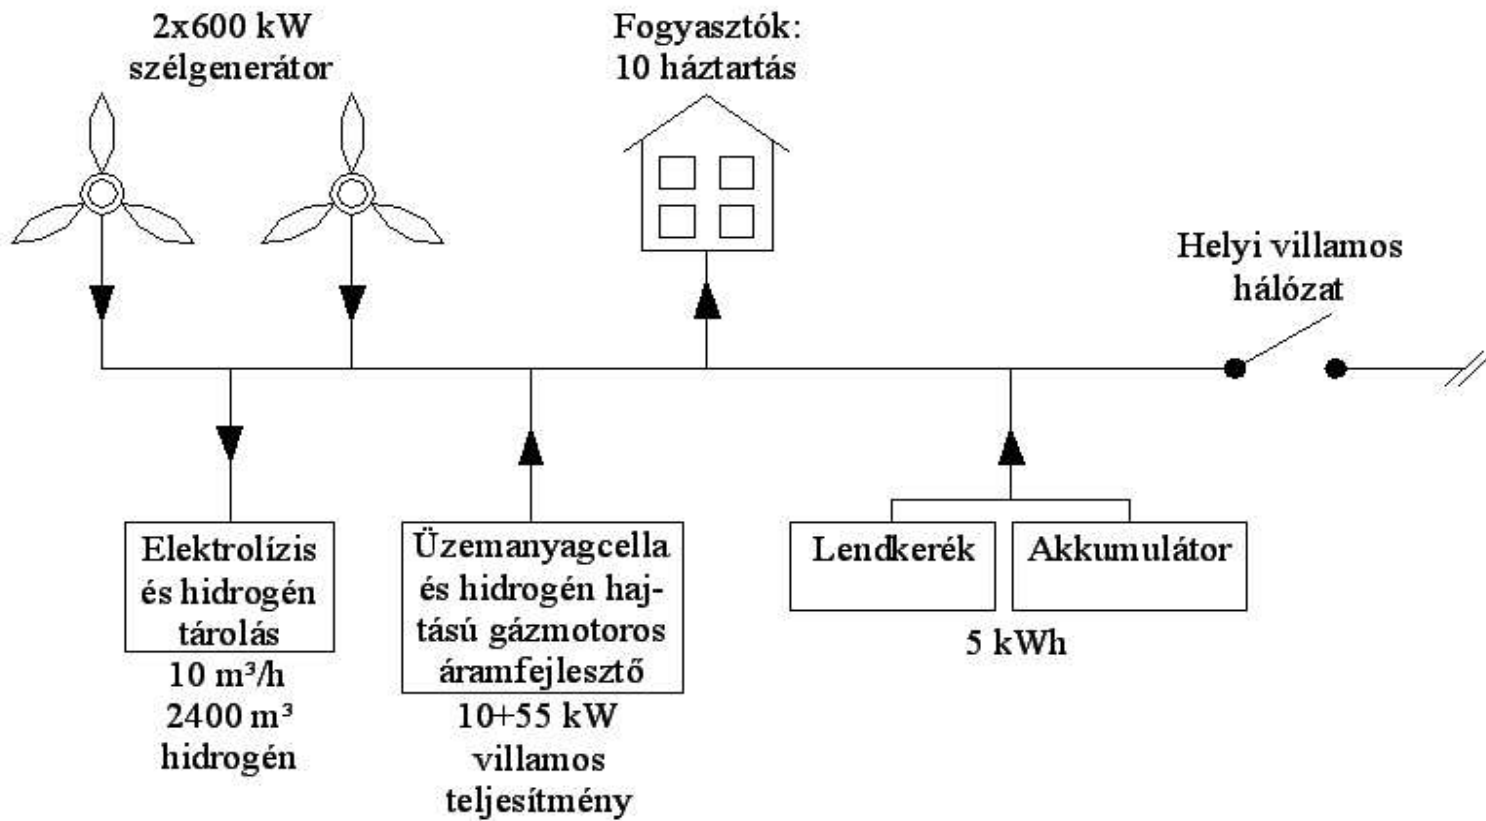 2x600 kW
szélgenerátor
Fogyasztók:
10 háztartás
Helyi villamos
hálózat
Elektrolízis
és hidrogén
tárolás
10 m³/h
2400 m³
hidrogén
Üzemanyagcella
és hidrogén haj-
tású gázmotoros
áramfejlesztő
10+55 kW
villamos
teljesítmény
Lendkerék
Akkumulátor
5 kWh